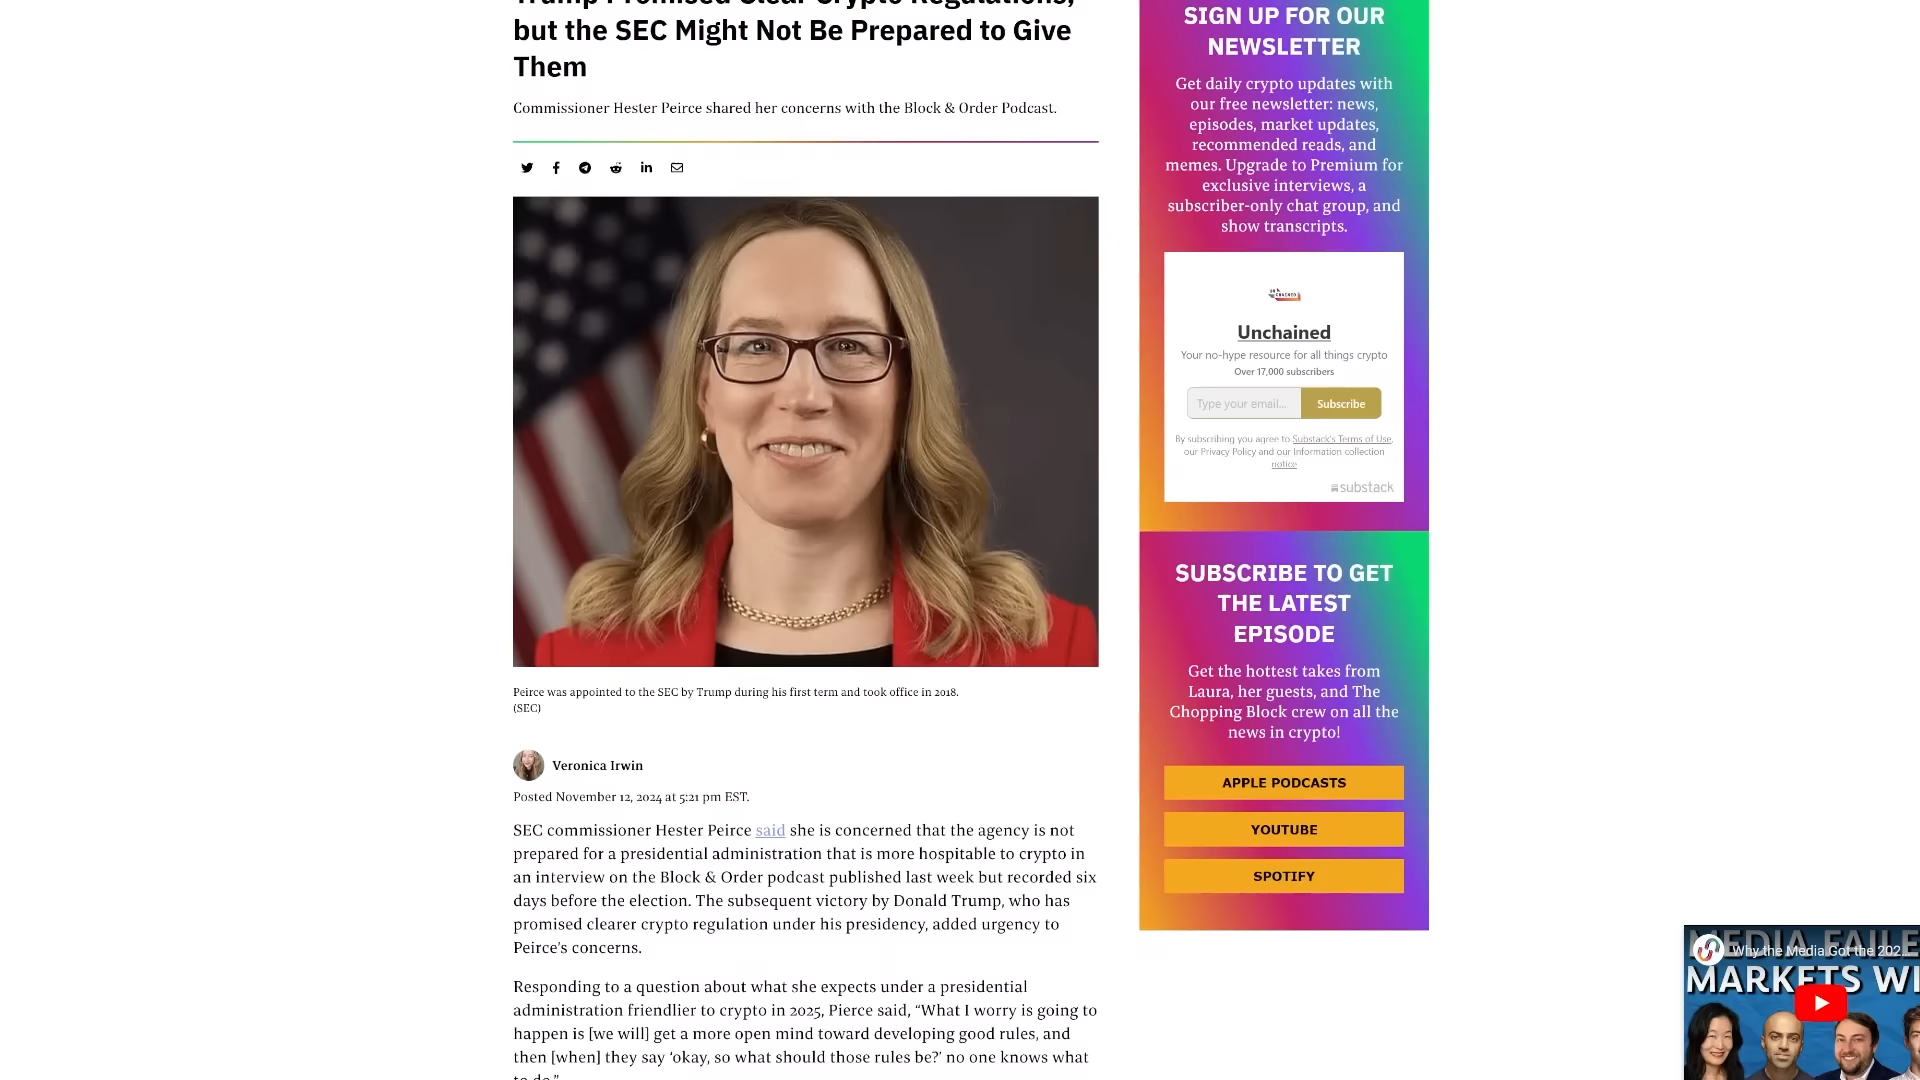 Trump Promised Clear Crypto Regulations,
but the SEC Might Not Be Prepared to Give
Them
Commissioner Hester Peirce shared her concerns with the Block & Order Podcast.
Peirce was appointed to the SEC by Trump during his first term and took office in 2018.
(SEC)
Veronica Irwin
Posted November 12, 2024 at 5:21 pm EST.
SEC commissioner Hester Peirce said she is concerned that the agency is not
prepared for a presidential administration that is more hospitable to crypto in
an interview on the Block & Order podcast published last week but recorded six
days before the election. The subsequent victory by Donald Trump, who has
promised clearer crypto regulation under his presidency, added urgency to
Peirce’s concerns.
Responding to a question about what she expects under a presidential
administration friendlier to crypto in 2025, Pierce said, “What I worry is going to
happen is [we will] get a more open mind toward developing good rules, and
then [when] they say ‘okay, so what should those rules be?’ no one knows what
to do.”
SIGN UP FOR OUR
NEWSLETTER
Get daily crypto updates with
our free newsletter: news,
episodes, market updates,
recommended reads, and
memes. Upgrade to Premium for
exclusive interviews, a
subscriber-only chat group, and
show transcripts.
Unchained
Your no-hype resource for all things crypto
Over 17,000 subscribers
Type your email...
Subscribe
By subscribing you agree to Substack's Terms of Use,
our Privacy Policy and our Information collection
notice
substack
SUBSCRIBE TO GET
THE LATEST
EPISODE
Get the hottest takes from
Laura, her guests, and The
Chopping Block crew on all the
news in crypto!
APPLE PODCASTS
YOUTUBE
SPOTIFY
Why the Media Got the 202...
MEDIA FAILE
MARKETS WI